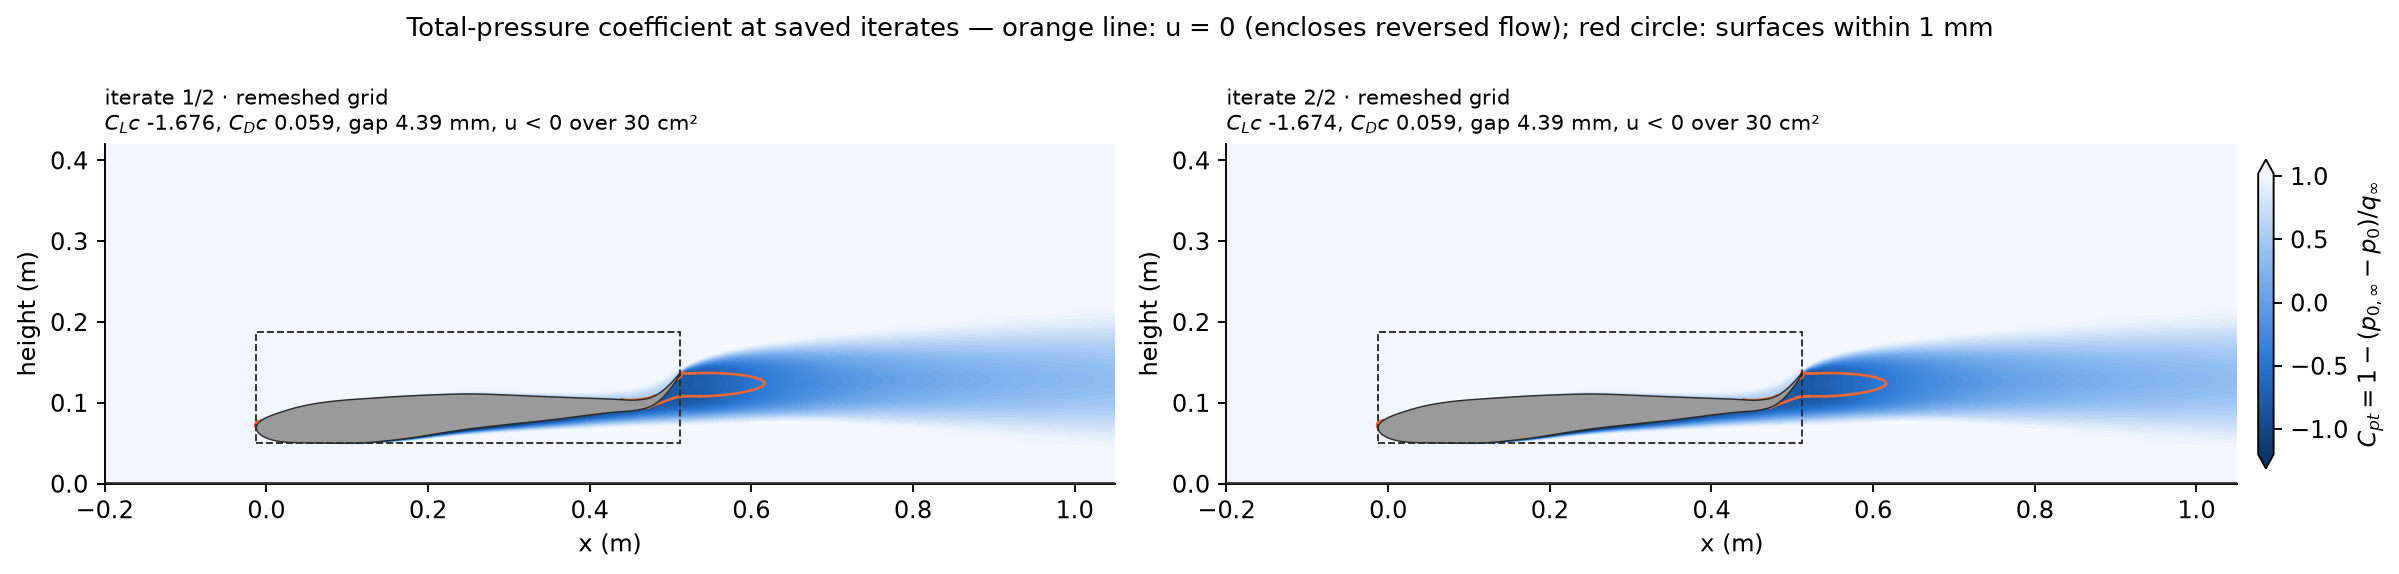 Total-pressure coefficient at saved iterates — orange line: u = 0 (encloses reversed flow); red circle: surfaces within 1 mm
iterate 1/2 · remeshed grid
C_Lc -1.676, C_Dc 0.059, gap 4.39 mm, u < 0 over 30 cm²
height (m)
0.4
0.3
0.2
0.1
0.0
−0.2
0.0
0.2
0.4
0.6
0.8
1.0
x (m)
iterate 2/2 · remeshed grid
C_Lc -1.674, C_Dc 0.059, gap 4.39 mm, u < 0 over 30 cm²
height (m)
0.4
0.3
0.2
0.1
0.0
−0.2
0.0
0.2
0.4
0.6
0.8
1.0
x (m)
1.0
0.5
0.0
−0.5
−1.0
C_pt = 1 − (p_0,∞ − p_0)/q_∞